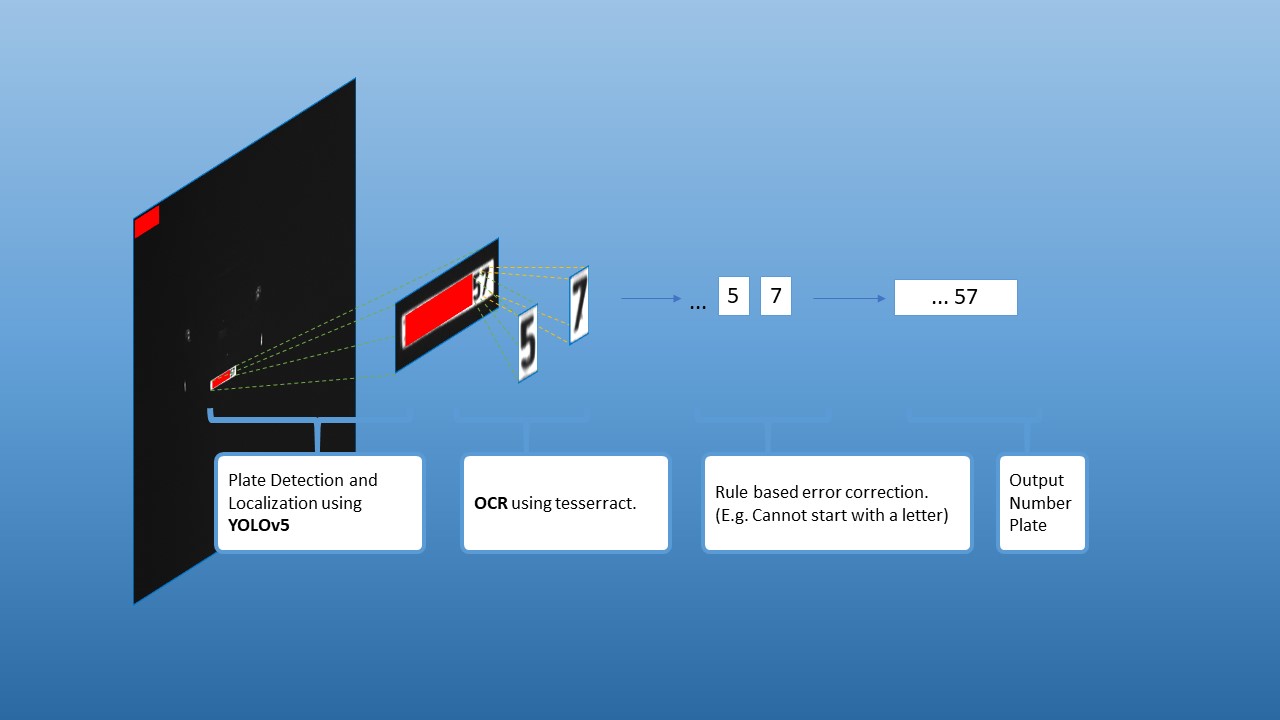 57
7
5
... 5 7
... 57
Plate Detection and
Localization using
YOLOv5
OCR using tesserract.
Rule based error correction.
(E.g. Cannot start with a letter)
Output
Number
Plate